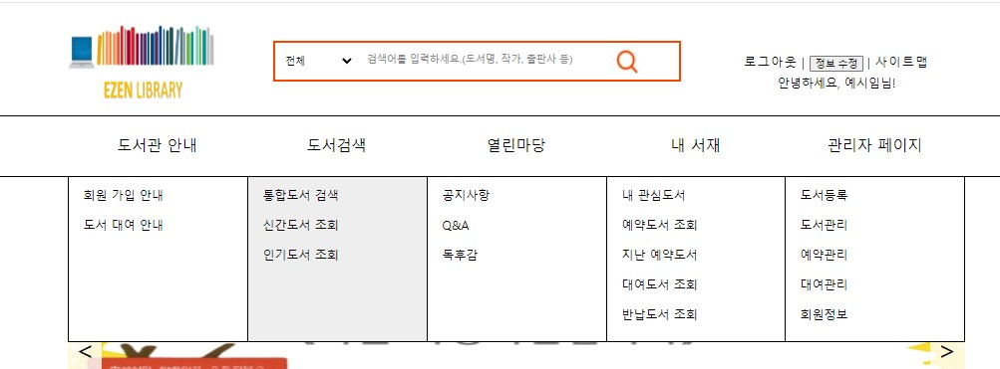 EZEN LIBRARY
전체
검색어를 입력하세요.(도서명, 작가, 출판사 등)
로그아웃 | 정보 수정 | 사이트맵
안녕하세요, 예시임님!
도서관 안내
도서검색
열린마당
내 서재
관리자 페이지
회원 가입 안내
도서 대여 안내
통합도서 검색
신간도서 조회
인기도서 조회
공지사항
Q&A
독후감
내 관심도서
예약도서 조회
지난 예약도서
대여도서 조회
반납도서 조회
도서등록
도서관리
예약관리
대여관리
회원정보
< >